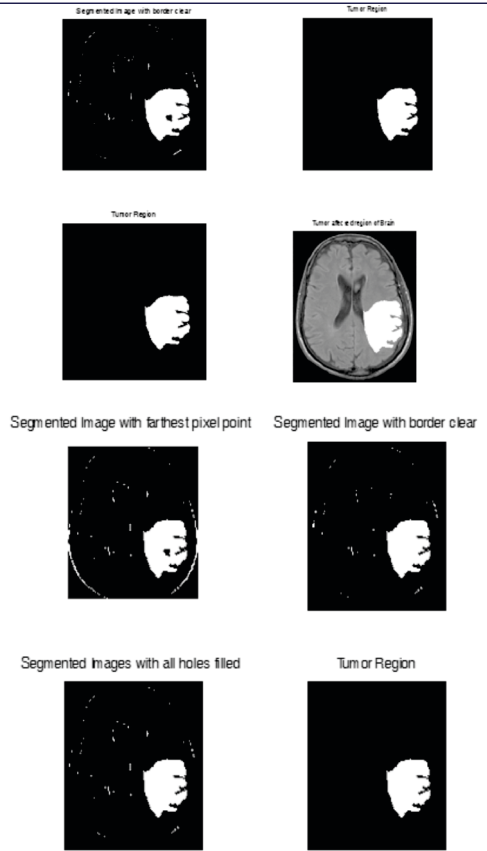 Segmented Image with border clear
Tumor Region
Tumor Region
Tumor affected region of Brain
Segmented Image with farthest pixel point
Segmented Image with border clear
Segmented Images with all holes filled
Tumor Region